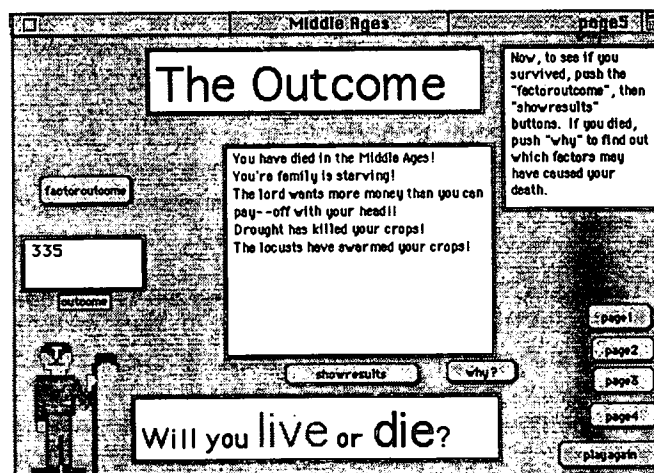 Middle Ages
page5
The Outcome
Now, to see if you
survived, push the
"factoroutcome", then
"showresults"
buttons. If you died,
push "why" to find out
which factors may
have caused your
death.
You have died in the Middle Ages!
You're family is starving!
The lord wants more money than you can
pay--off with your head!!
Drought has killed your crops!
The locusts have swarmed your crops!
factoroutcome
335
outcome
showresults
why?
page1
page2
page3
page4
playagain
Will you live or die?